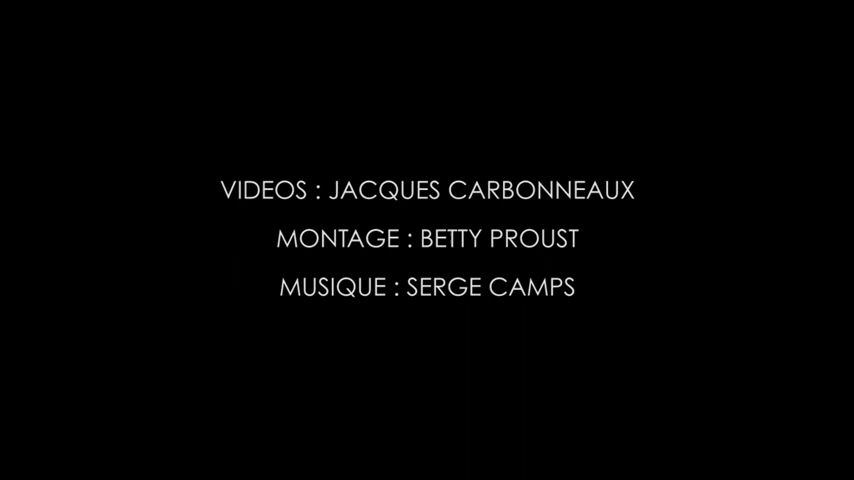 VIDEOS : JACQUES CARBONNEAUX
MONTAGE : BETTY PROUST
MUSIQUE : SERGE CAMPS